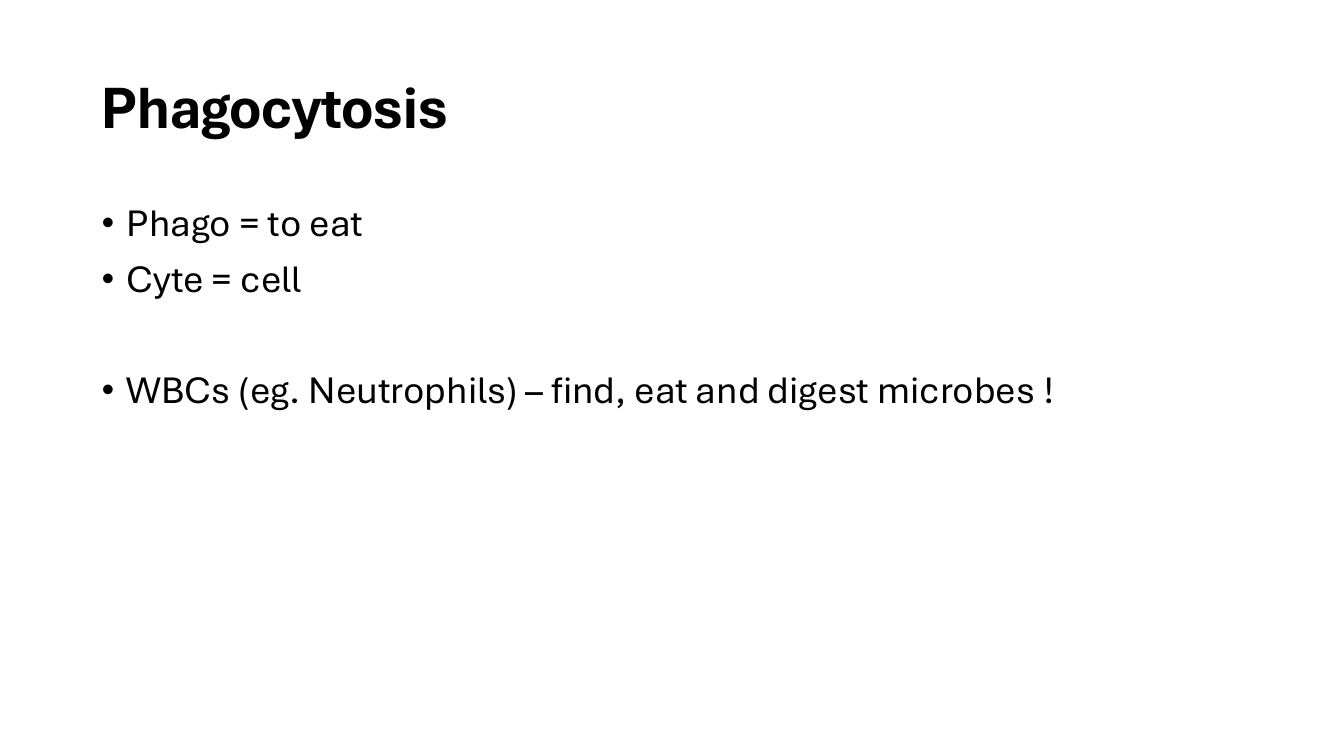 Phagocytosis
• Phago = to eat
• Cyte = cell
• WBCs (eg. Neutrophils) – find, eat and digest microbes !